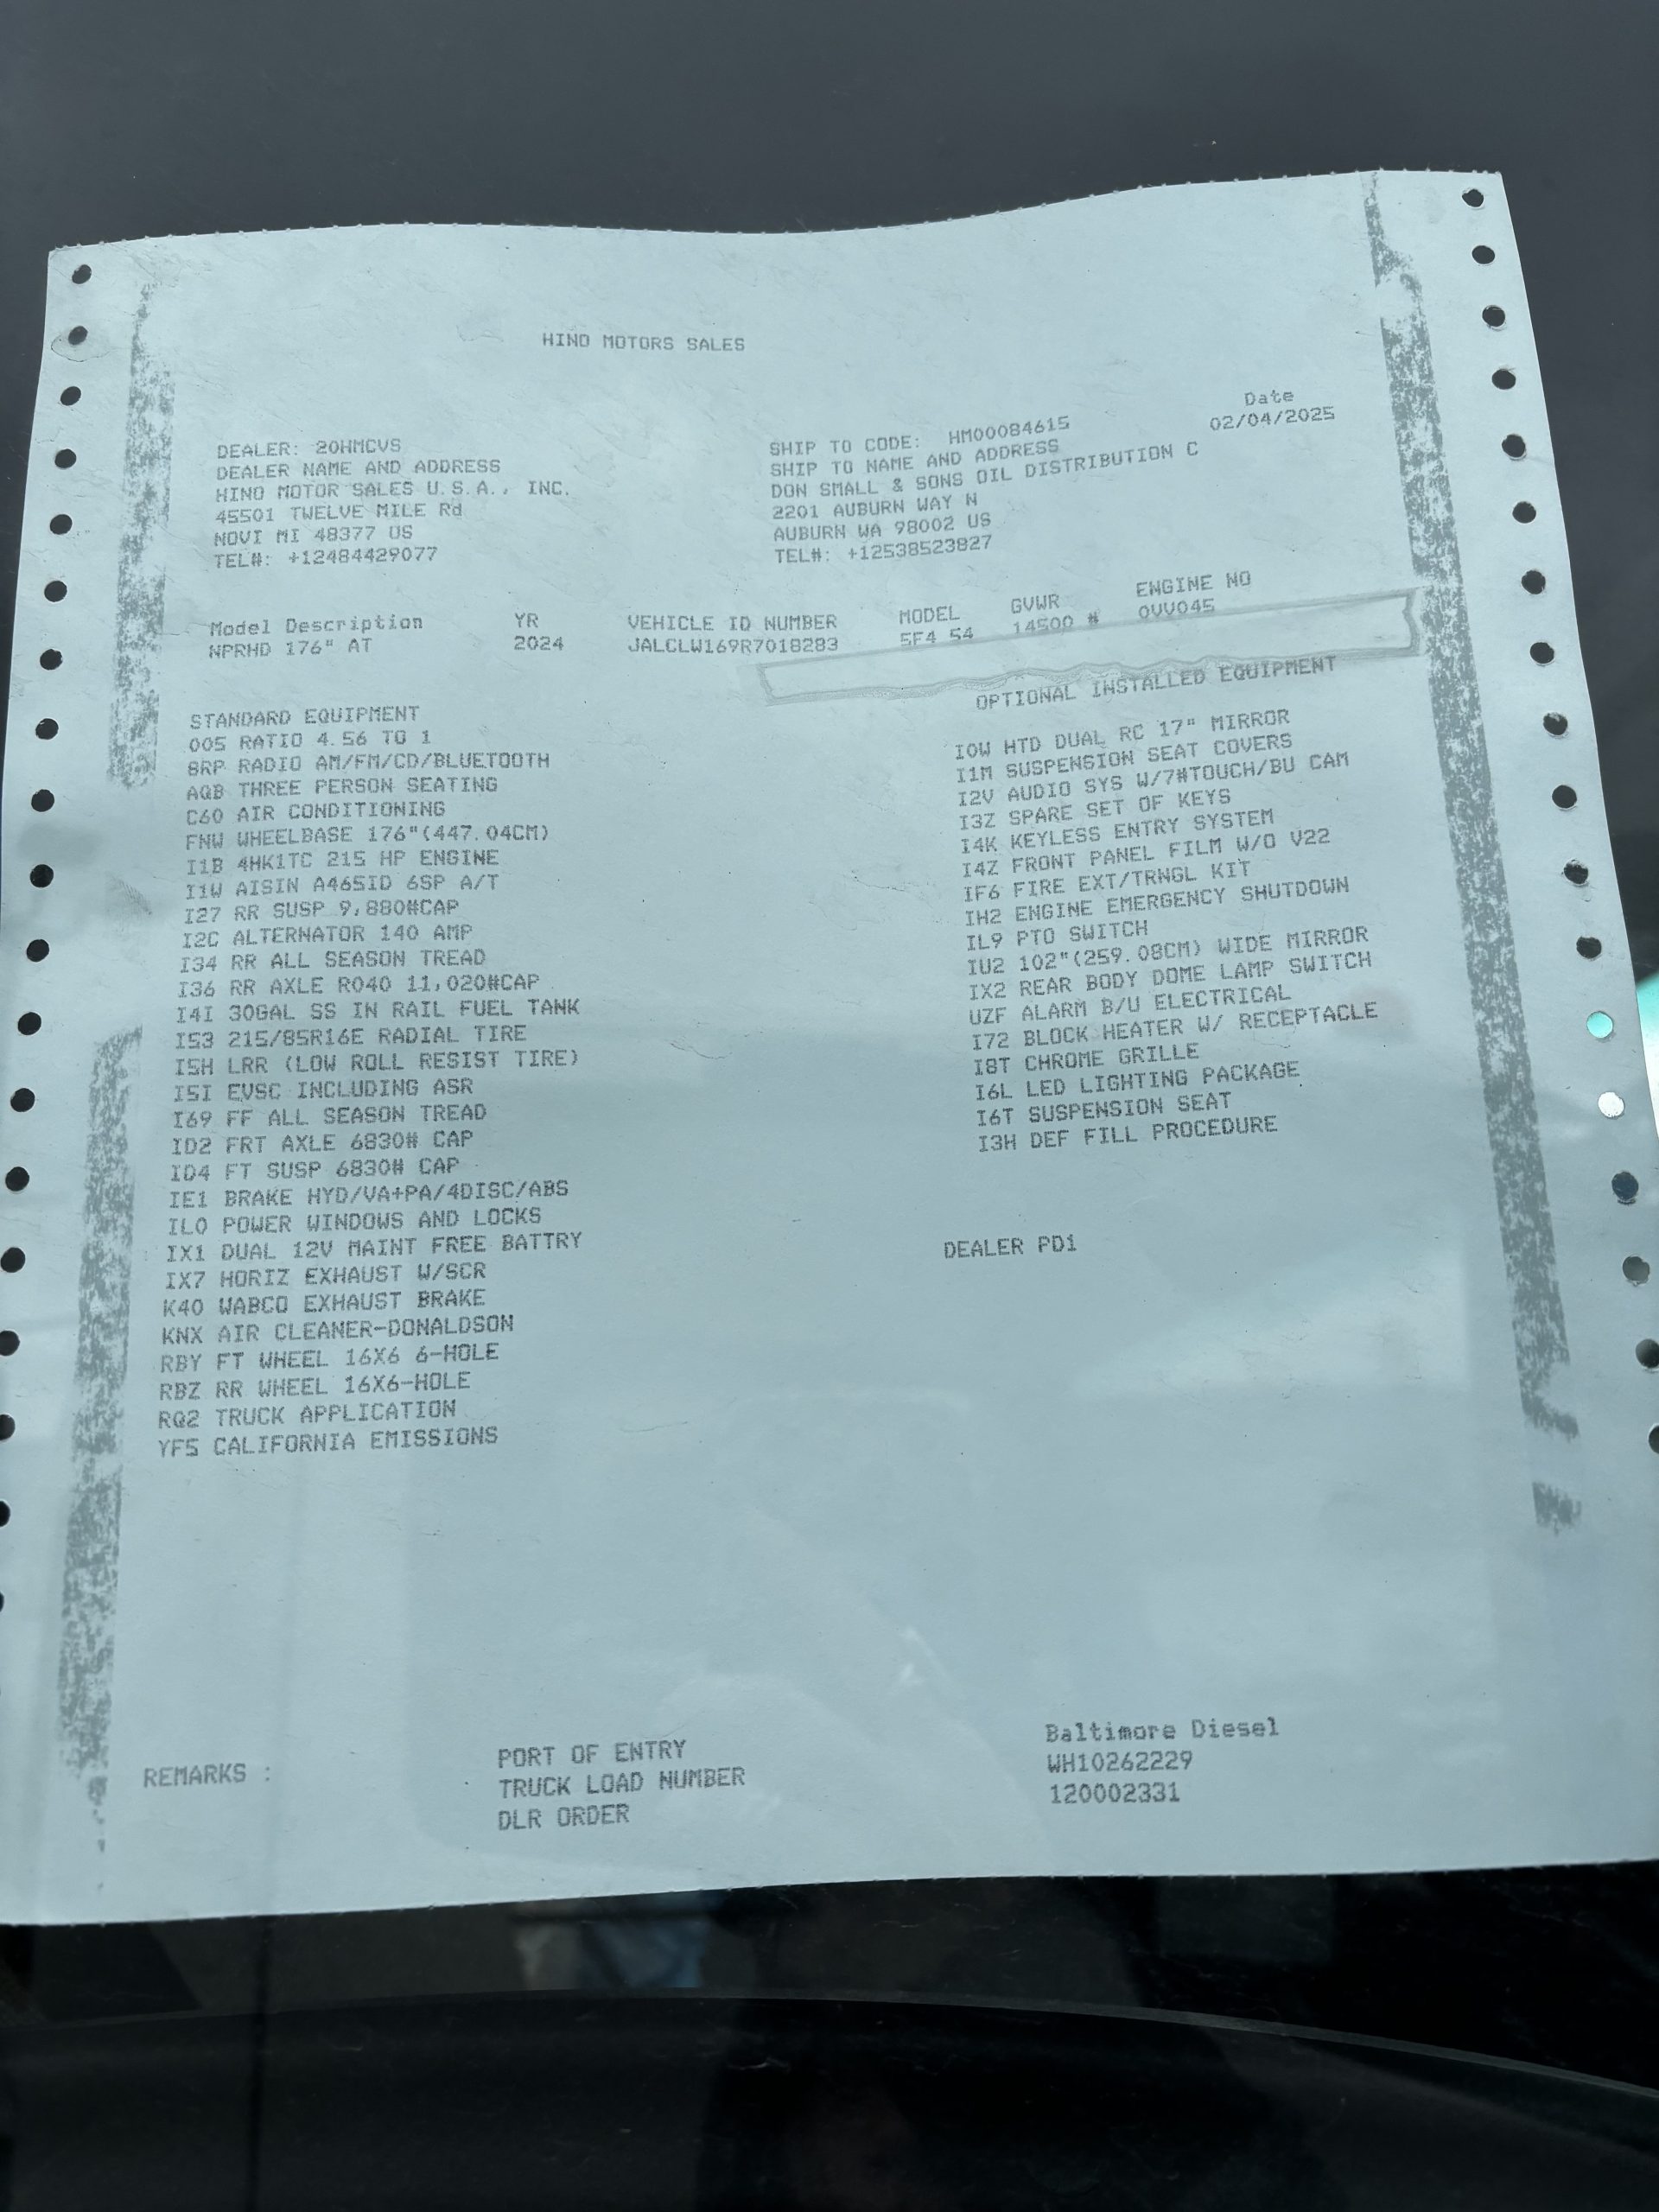 HINO MOTORS SALES
Date
02/04/2025
DEALER: 20HMCVS
DEALER NAME AND ADDRESS
HINO MOTOR SALES U.S.A., INC.
45501 TWELVE MILE Rd
NOVI MI 48377 US
TEL#: +12484429077
SHIP TO CODE: HM00084615
SHIP TO NAME AND ADDRESS
DON SMALL & SONS OIL DISTRIBUTION C
2201 AUBURN WAY N
AUBURN WA 98002 US
TEL#: +12538523827
Model Description YR VEHICLE ID NUMBER MODEL GVWR ENGINE NO
NPRHD 176" AT 2024 JALCLW169R7018283 5F4 54 14500 # 0VV045
STANDARD EQUIPMENT
005 RATIO 4.56 TO 1
8RP RADIO AM/FM/CD/BLUETOOTH
AQB THREE PERSON SEATING
C60 AIR CONDITIONING
FNW WHEELBASE 176"(447.04CM)
I1B 4HK1TC 215 HP ENGINE
I1W AISIN A465ID 6SP A/T
I27 RR SUSP 9,880#CAP
I2C ALTERNATOR 140 AMP
I34 RR ALL SEASON TREAD
I36 RR AXLE R040 11,020#CAP
I4I 30GAL SS IN RAIL FUEL TANK
I53 215/85R16E RADIAL TIRE
I5H LRR (LOW ROLL RESIST TIRE)
I5I EVSC INCLUDING ASR
I69 FF ALL SEASON TREAD
ID2 FRT AXLE 6830# CAP
ID4 FT SUSP 6830# CAP
IE1 BRAKE HYD/VA+PA/4DISC/ABS
IL0 POWER WINDOWS AND LOCKS
IX1 DUAL 12V MAINT FREE BATTRY
IX7 HORIZ EXHAUST W/SCR
K40 WABCO EXHAUST BRAKE
KNX AIR CLEANER-DONALDSON
RBY FT WHEEL 16X6 6-HOLE
RBZ RR WHEEL 16X6-HOLE
RQ2 TRUCK APPLICATION
YF5 CALIFORNIA EMISSIONS
OPTIONAL INSTALLED EQUIPMENT
I0W HTD DUAL RC 17" MIRROR
I1M SUSPENSION SEAT COVERS
I2V AUDIO SYS W/7#TOUCH/BU CAM
I3Z SPARE SET OF KEYS
I4K KEYLESS ENTRY SYSTEM
I4Z FRONT PANEL FILM W/O V22
IF6 FIRE EXT/TRNGL KIT
IH2 ENGINE EMERGENCY SHUTDOWN
IL9 PTO SWITCH
IU2 102"(259.08CM) WIDE MIRROR
IX2 REAR BODY DOME LAMP SWITCH
UZF ALARM B/U ELECTRICAL
I72 BLOCK HEATER W/ RECEPTACLE
I8T CHROME GRILLE
I6L LED LIGHTING PACKAGE
I6T SUSPENSION SEAT
I3H DEF FILL PROCEDURE
DEALER PDI
REMARKS :
PORT OF ENTRY Baltimore Diesel
TRUCK LOAD NUMBER WH10262229
DLR ORDER 120002331